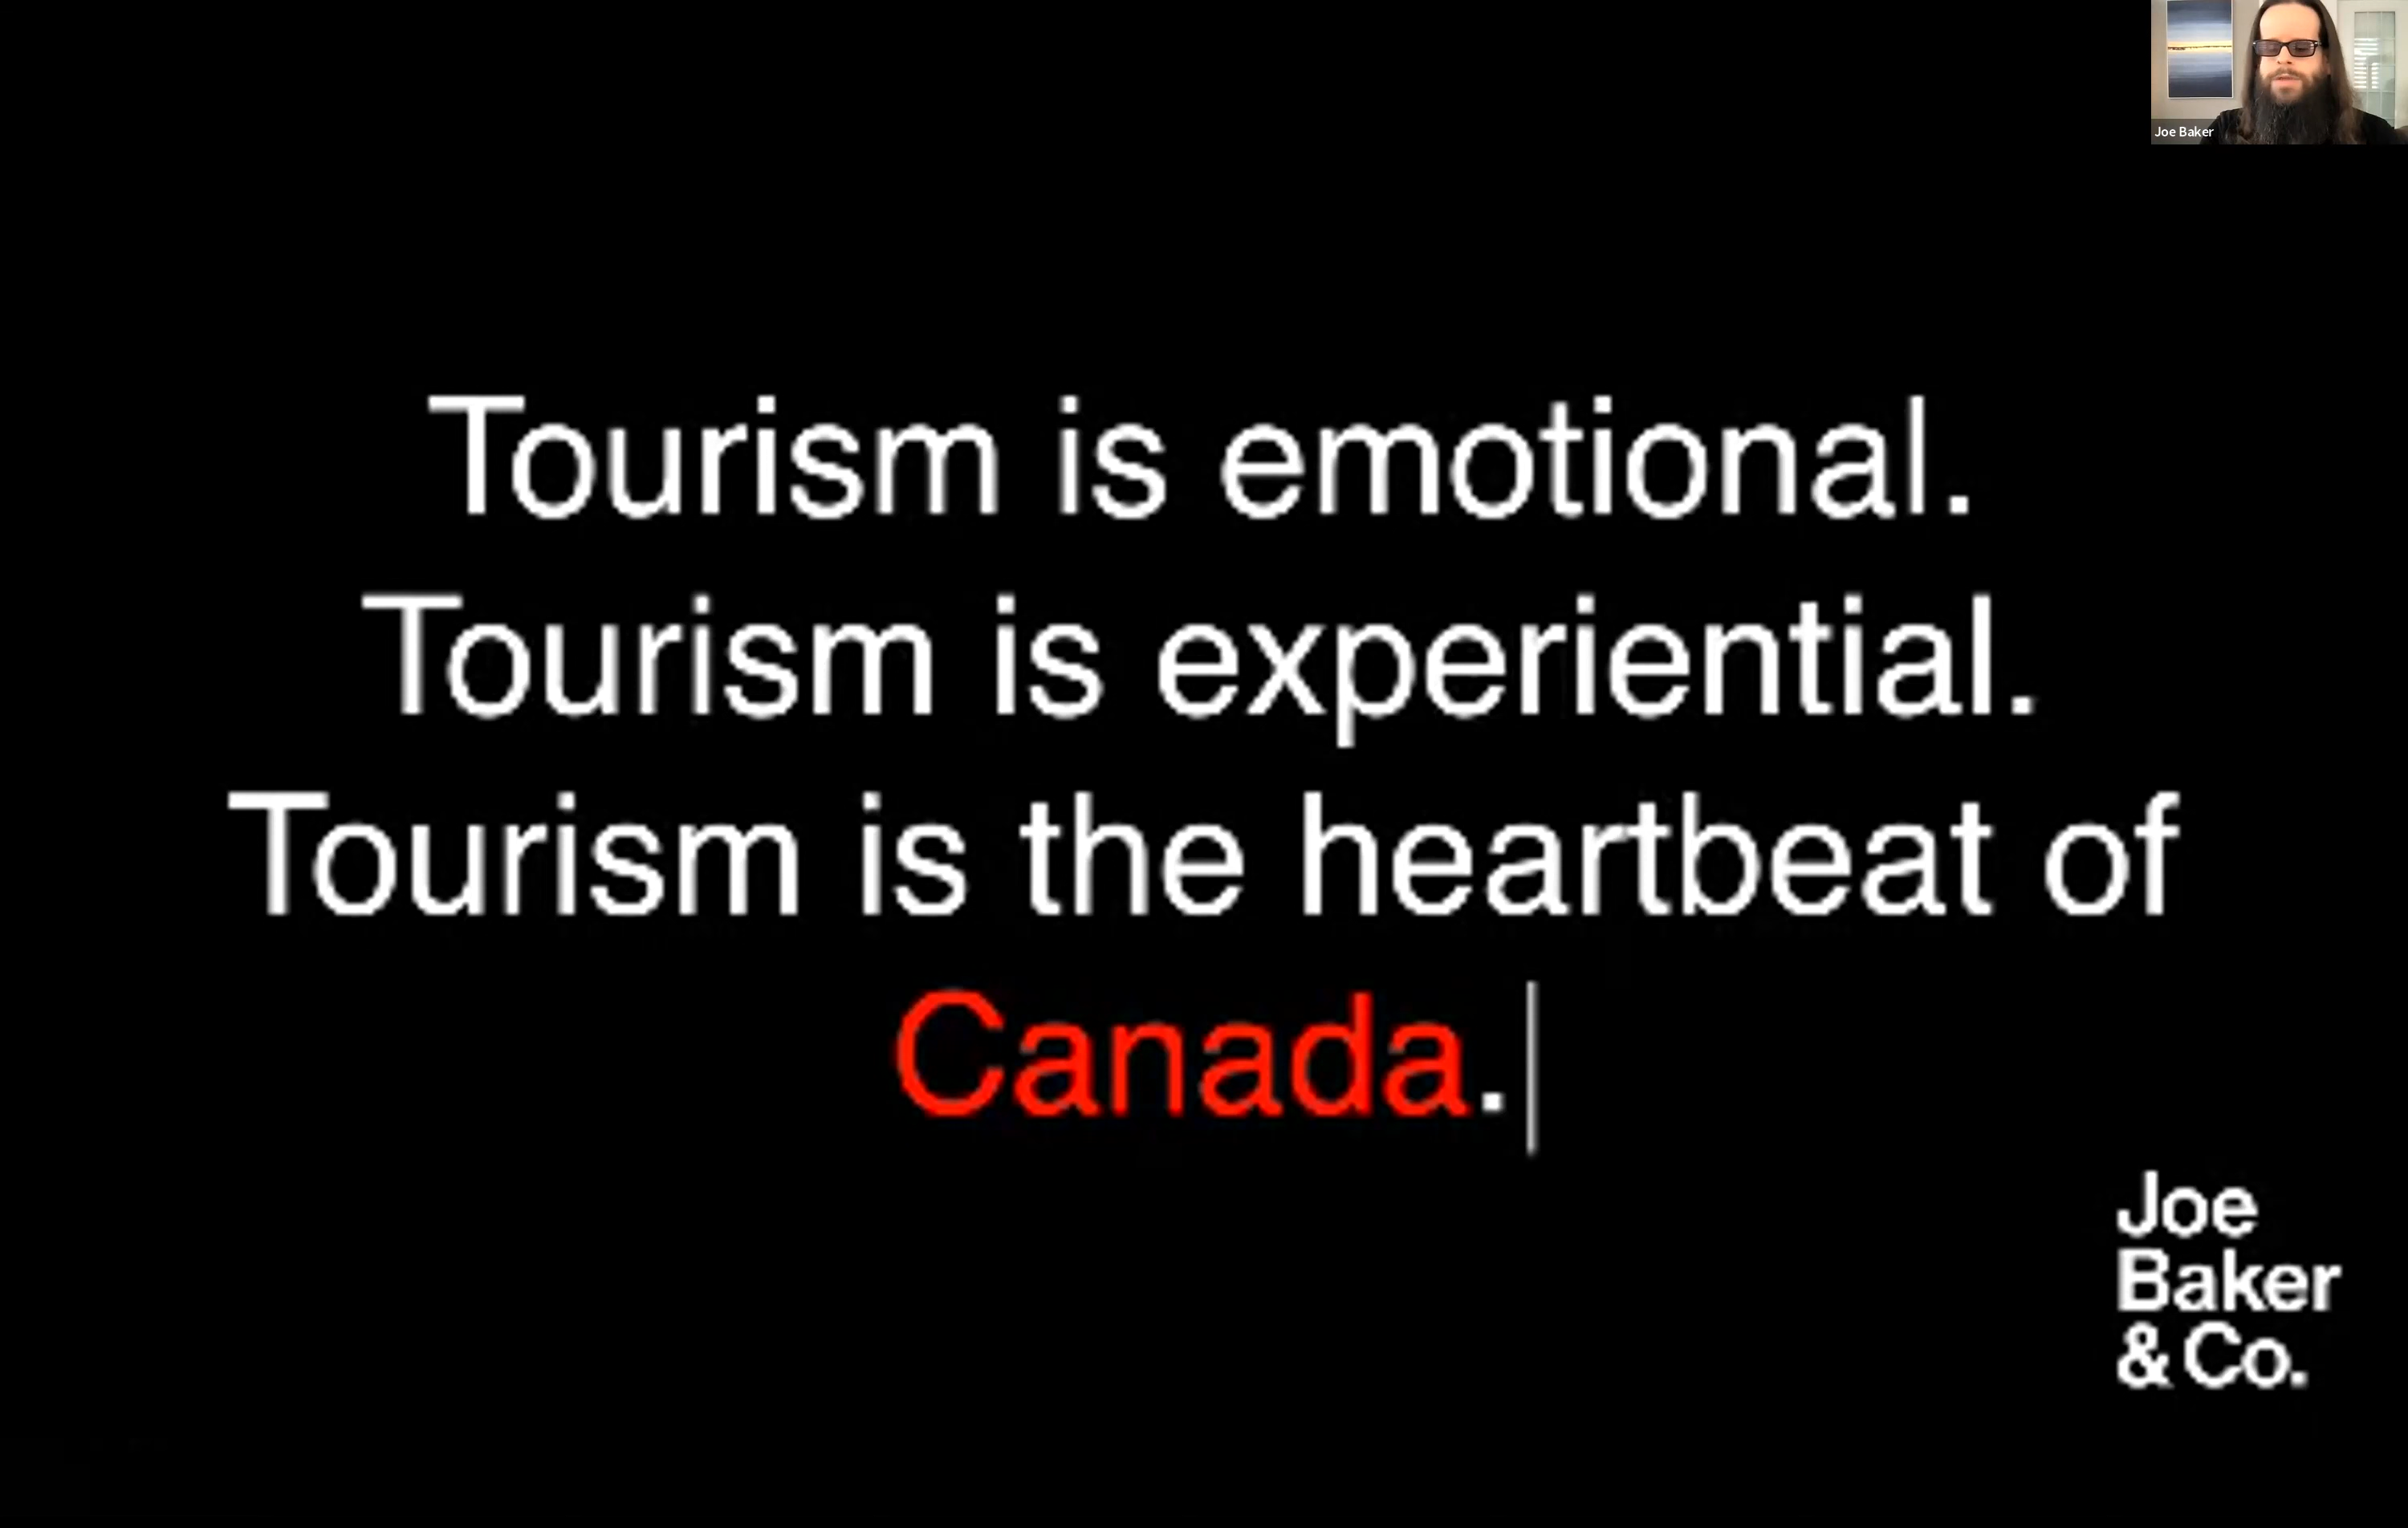 Joe Baker
Tourism is emotional.
Tourism is experiential.
Tourism is the heartbeat of
Canada.
Joe
Baker
& Co.